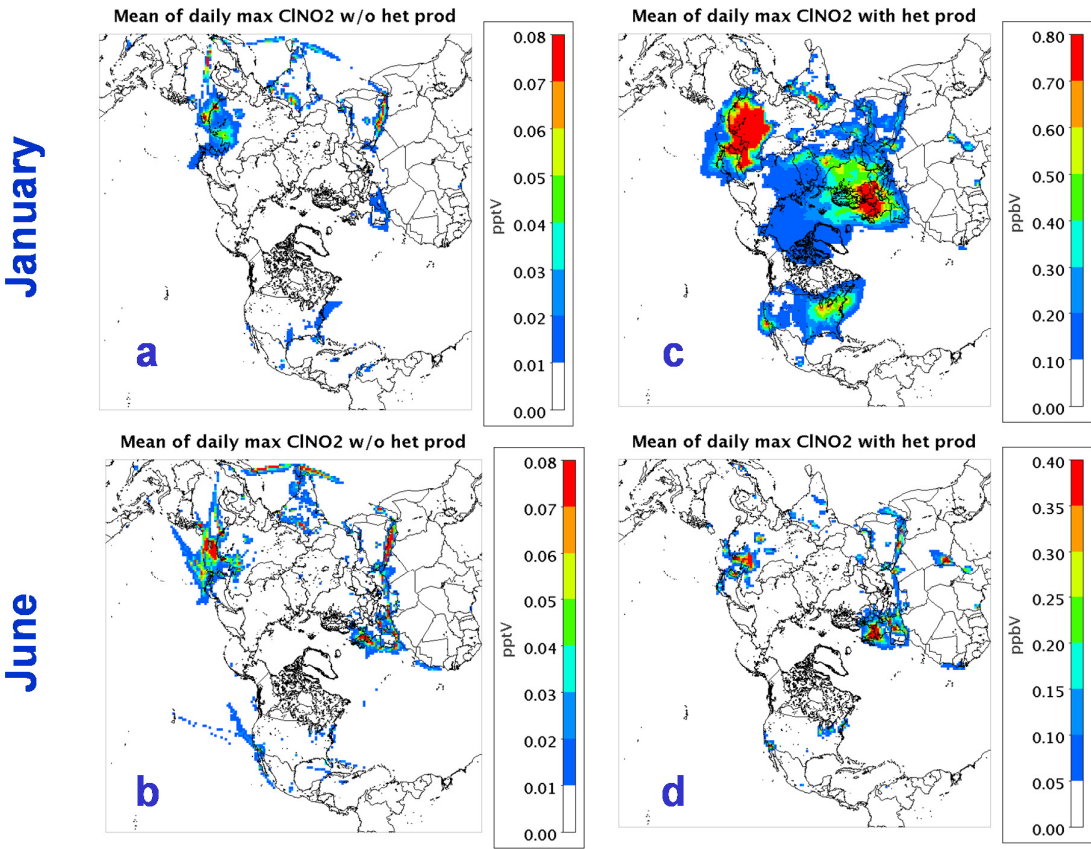 Mean of daily max ClNO2 w/o het prod
Mean of daily max ClNO2 with het prod
January
a
pptV
0.08
0.07
0.06
0.05
0.04
0.03
0.02
0.01
0.00
c
ppbV
0.80
0.70
0.60
0.50
0.40
0.30
0.20
0.10
0.00
Mean of daily max ClNO2 w/o het prod
Mean of daily max ClNO2 with het prod
June
b
pptV
0.08
0.07
0.06
0.05
0.04
0.03
0.02
0.01
0.00
d
ppbV
0.40
0.35
0.30
0.25
0.20
0.15
0.10
0.05
0.00